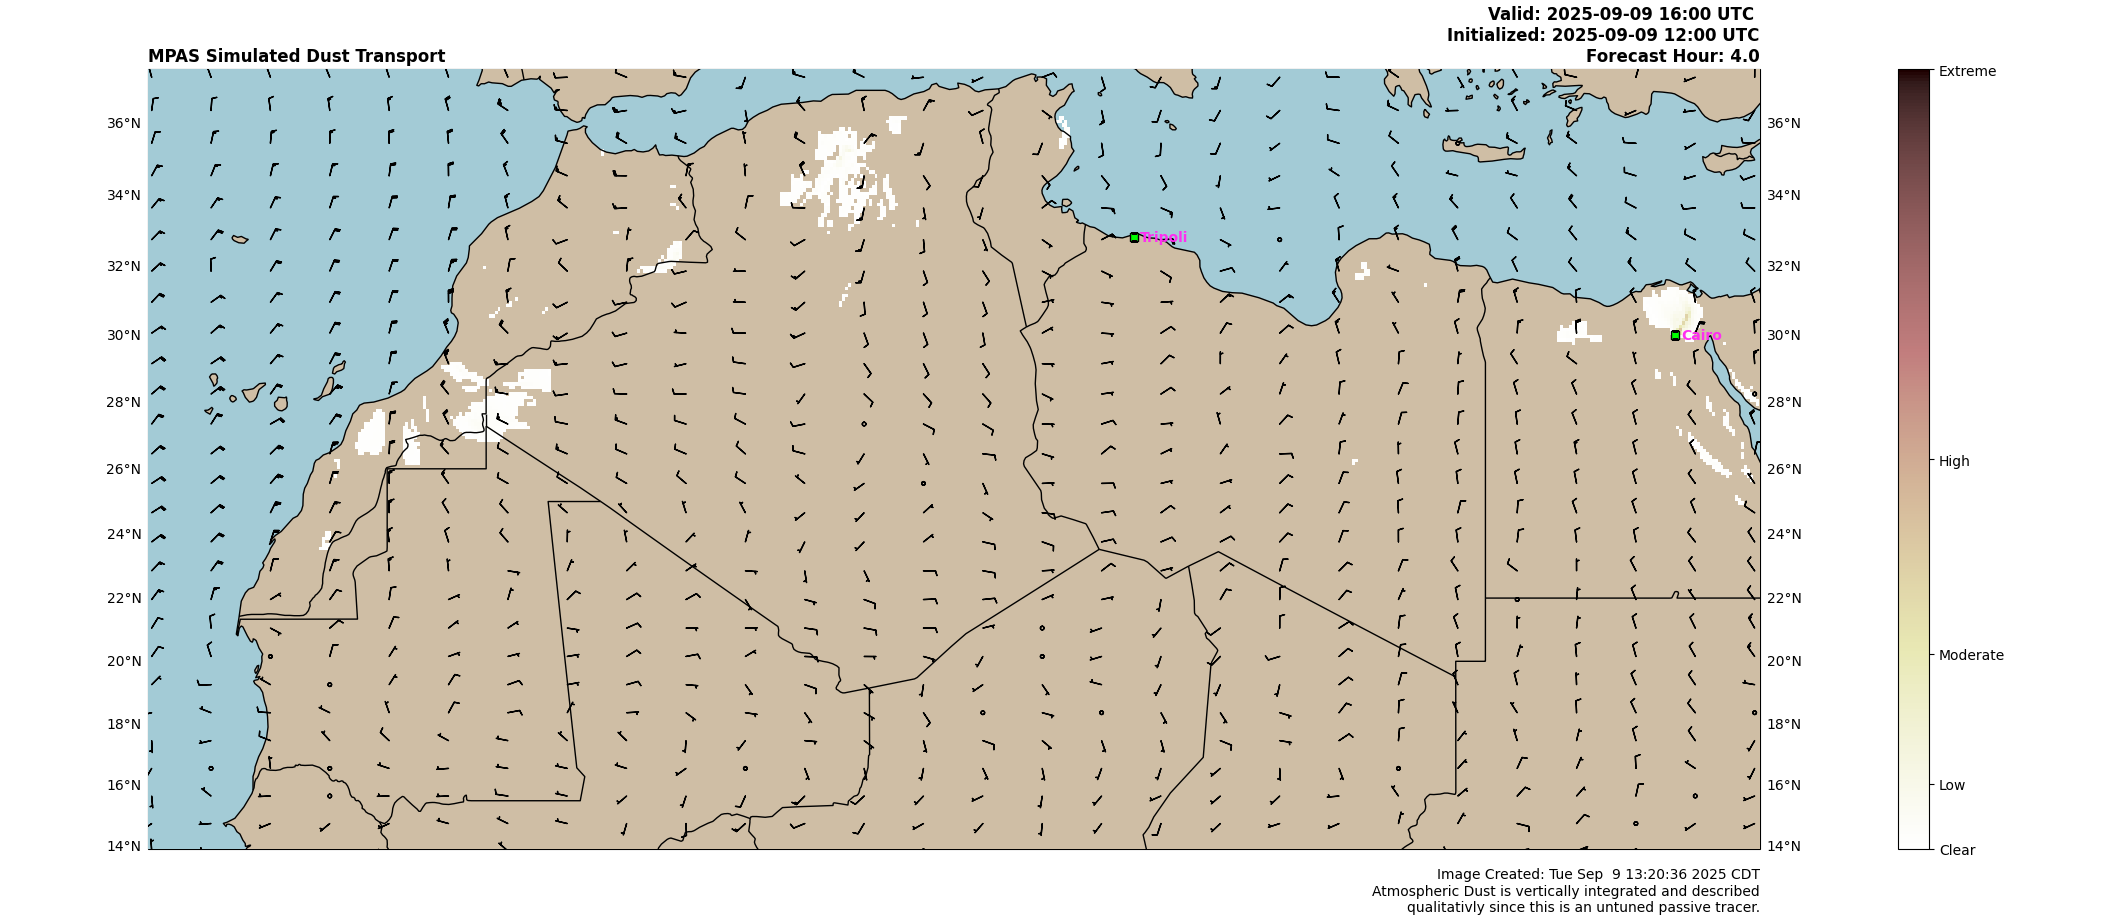 Valid: 2025-09-09 16:00 UTC
Initialized: 2025-09-09 12:00 UTC
MPAS Simulated Dust Transport
Forecast Hour: 4.0
Extreme
36°N
36°N
34°N
34°N
Tripoli
32°N
32°N
30°N
Cairo
30°N
28°N
28°N
High
26°N
26°N
24°N
24°N
22°N
22°N
Moderate
20°N
20°N
18°N
18°N
16°N
16°N
Low
14°N
14°N
Clear
Image Created: Tue Sep  9 13:20:36 2025 CDT
Atmospheric Dust is vertically integrated and described
qualitativly since this is an untuned passive tracer.